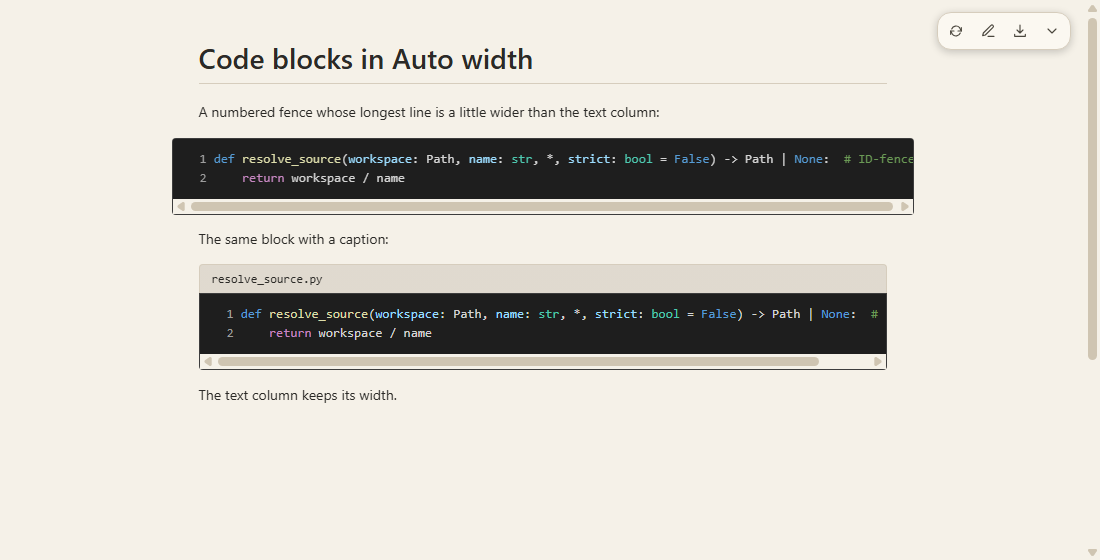 Code blocks in Auto width
A numbered fence whose longest line is a little wider than the text column:
1 def resolve_source(workspace: Path, name: str, *, strict: bool = False) -> Path | None:  # ID-fence
2     return workspace / name
The same block with a caption:
resolve_source.py
1 def resolve_source(workspace: Path, name: str, *, strict: bool = False) -> Path | None:  #
2     return workspace / name
The text column keeps its width.